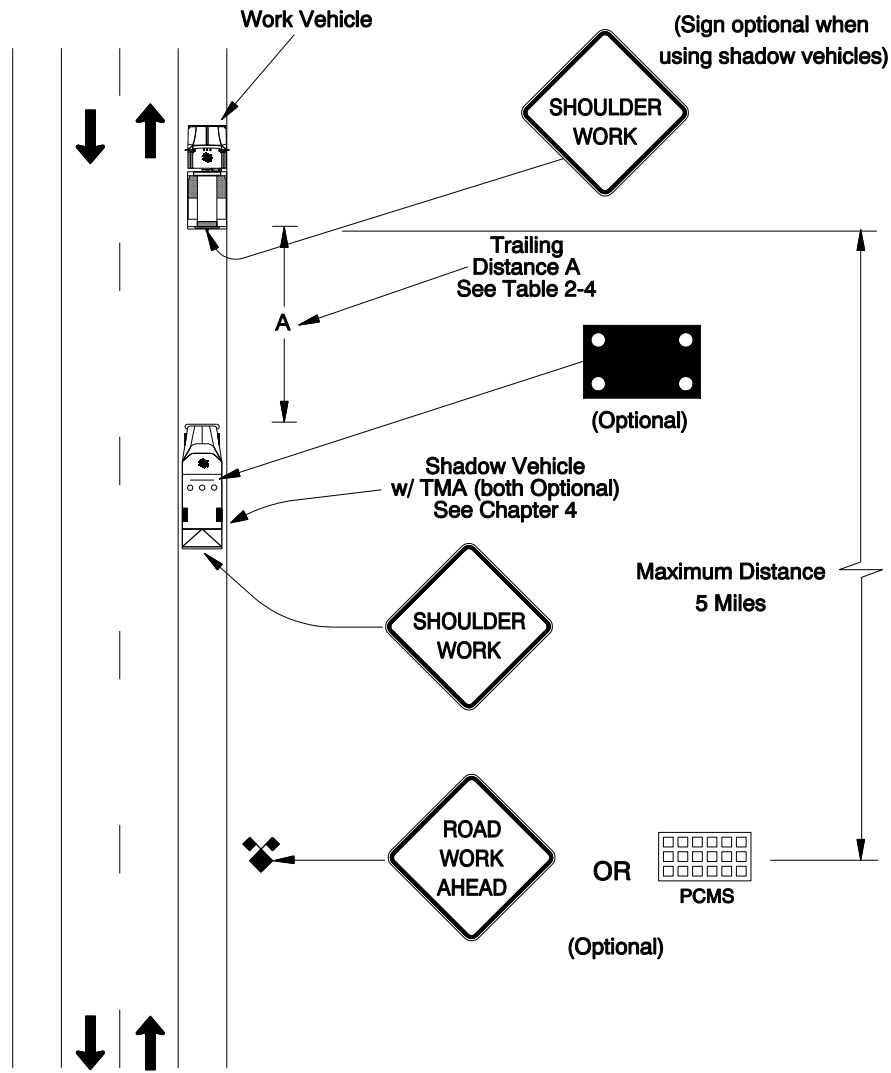 Work Vehicle
(Sign optional when
using shadow vehicles)
SHOULDER
WORK
Trailing
Distance A
See Table 2-4
A
(Optional)
Shadow Vehicle
w/ TMA (both Optional)
See Chapter 4
Maximum Distance
5 Miles
SHOULDER
WORK
ROAD
WORK
AHEAD
OR
PCMS
(Optional)